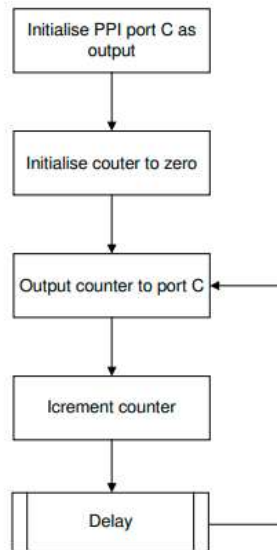 Initialise PPI port C as
output
Initialise couter to zero
Output counter to port C
Icrement counter
Delay